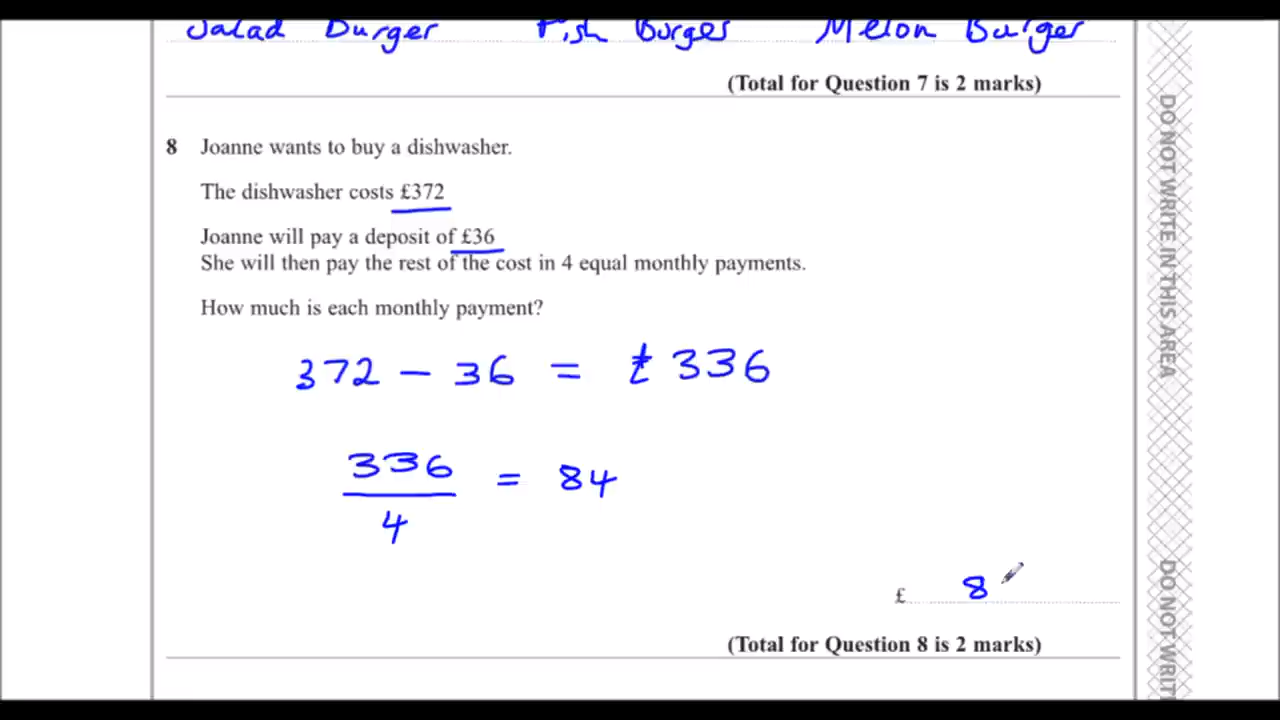 Salad Burger Fish Burger Melon Burger
(Total for Question 7 is 2 marks)
8 Joanne wants to buy a dishwasher.
The dishwasher costs £372
Joanne will pay a deposit of £36
She will then pay the rest of the cost in 4 equal monthly payments.
How much is each monthly payment?
372 - 36 = £336
336
4
= 84
£ 8
(Total for Question 8 is 2 marks)
DO NOT WRITE IN THIS AREA
DO NOT WRIT